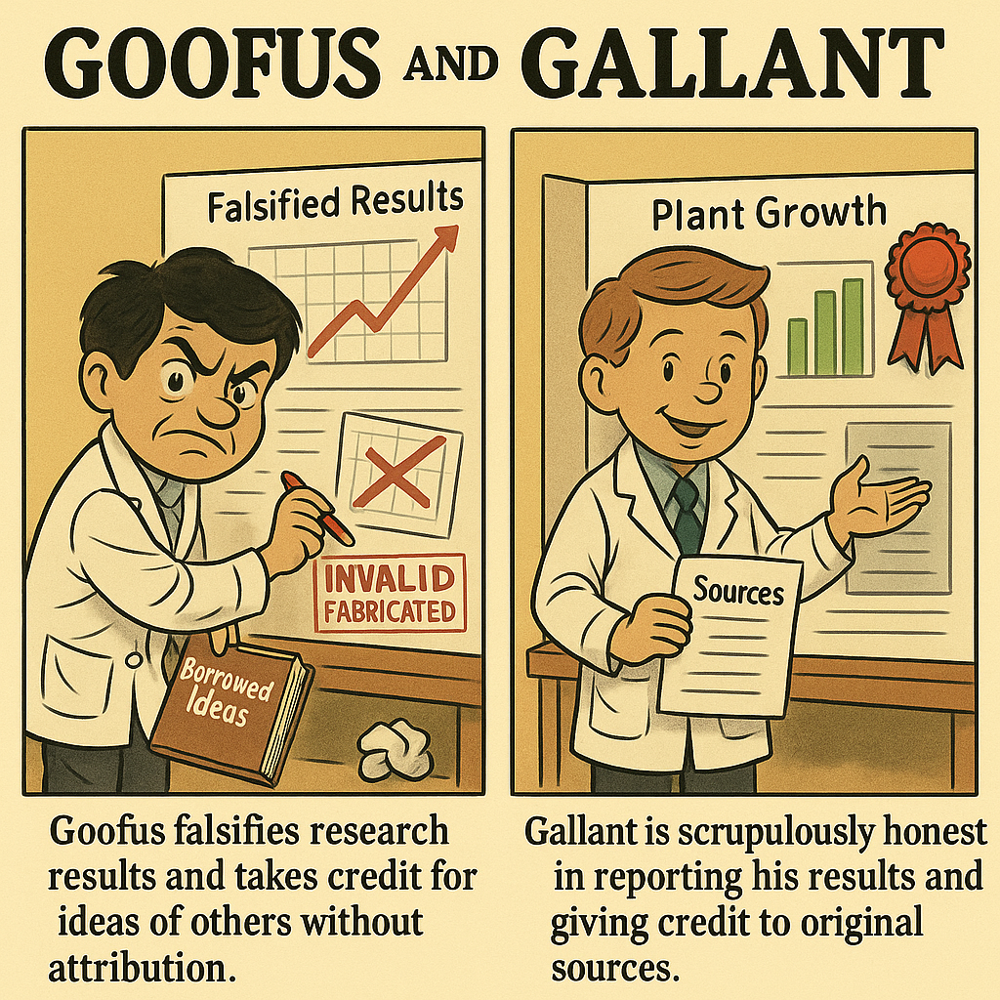 GOOFUS AND GALLANT
Falsified Results
INVALID
FABRICATED
Borrowed
Ideas
Goofus falsifies research
results and takes credit for
ideas of others without
attribution.
Plant Growth
Sources
Gallant is scrupulously honest
in reporting his results and
giving credit to original
sources.